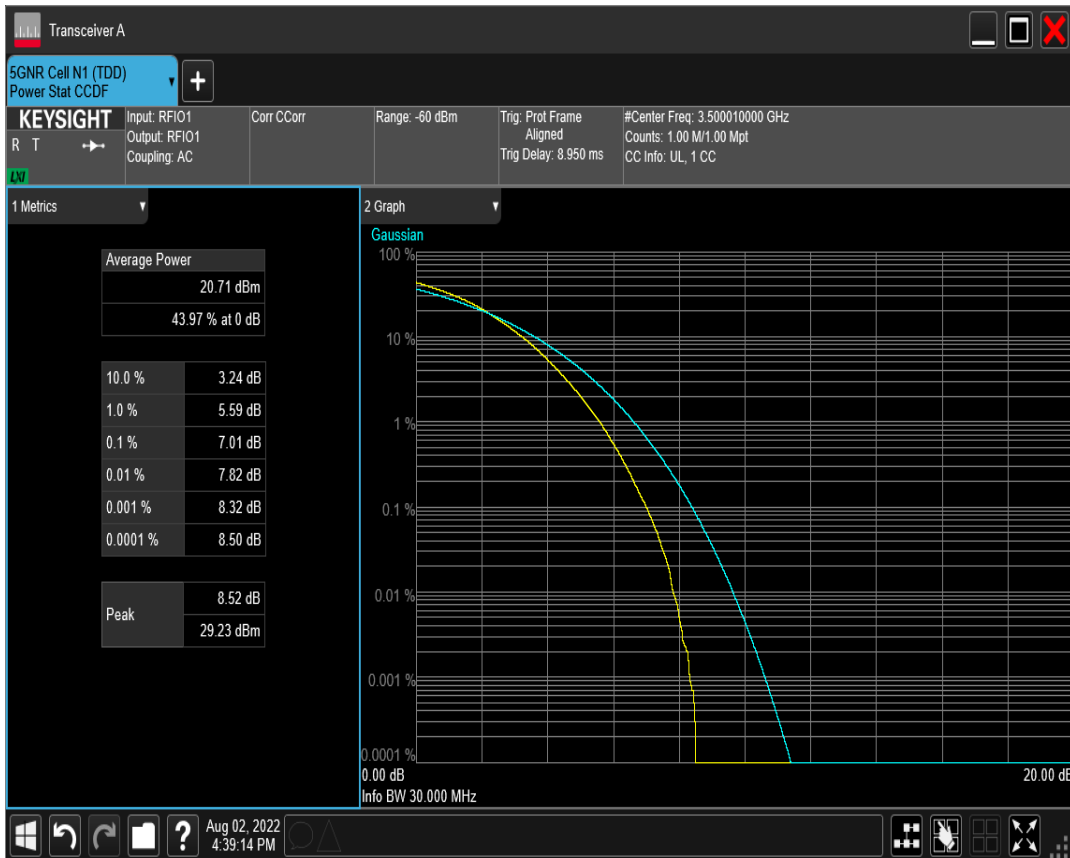 Transceiver A
5GNR Cell N1 (TDD)
Power Stat CCDF
+
KEYSIGHT
R T
LXI
Input: RFIO1
Output: RFIO1
Coupling: AC
Corr CCorr
Range: -60 dBm
Trig: Prot Frame
Aligned
Trig Delay: 8.950 ms
#Center Freq: 3.500010000 GHz
Counts: 1.00 M/1.00 Mpt
CC Info: UL, 1 CC
1 Metrics
Average Power
20.71 dBm
43.97 % at 0 dB
10.0 % 3.24 dB
1.0 % 5.59 dB
0.1 % 7.01 dB
0.01 % 7.82 dB
0.001 % 8.32 dB
0.0001 % 8.50 dB
Peak 8.52 dB
29.23 dBm
2 Graph
Gaussian
100 %
10 %
1 %
0.1 %
0.01 %
0.001 %
0.0001 %
0.00 dB 20.00 dB
Info BW 30.000 MHz
?
Aug 02, 2022
4:39:14 PM